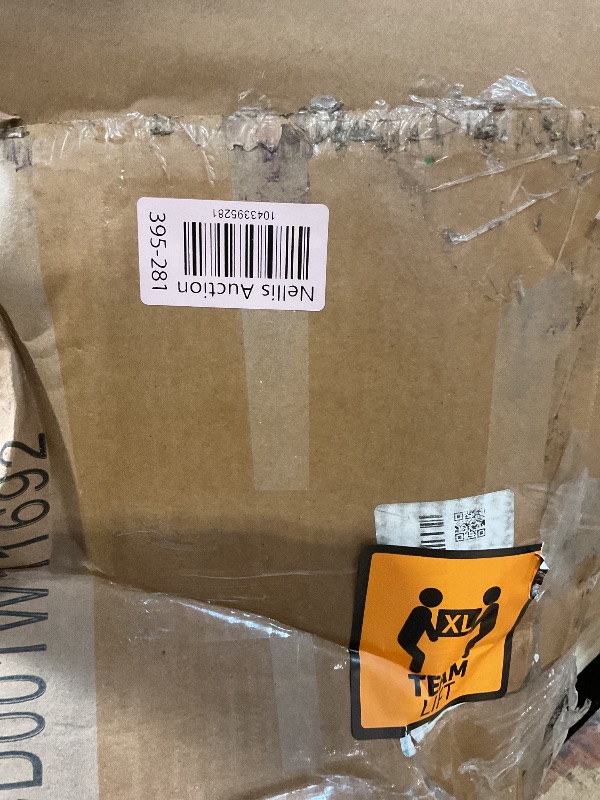 Nellis Auction
1043395281
395-281
XL
TEAM
LIFT